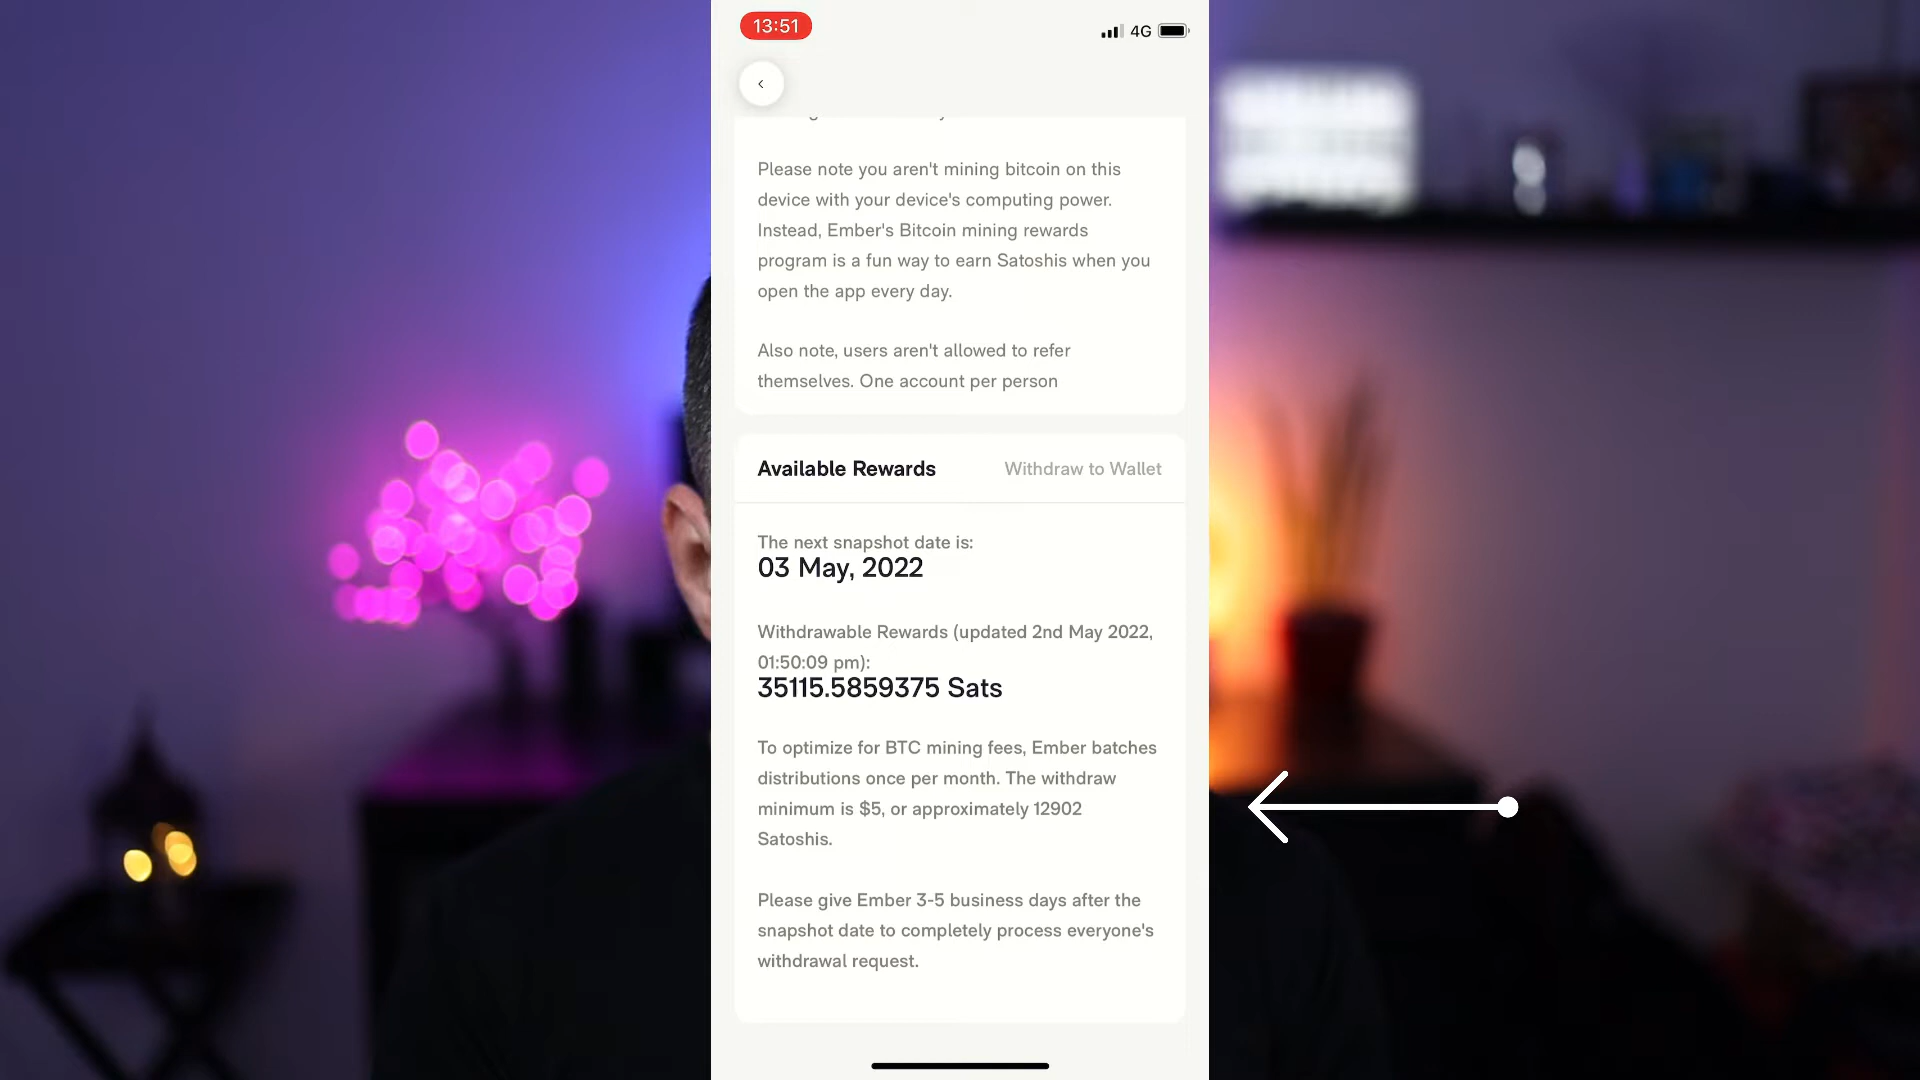 13:51
4G
Please note you aren't mining bitcoin on this
device with your device's computing power.
Instead, Ember's Bitcoin mining rewards
program is a fun way to earn Satoshis when you
open the app every day.
Also note, users aren't allowed to refer
themselves. One account per person
Available Rewards
Withdraw to Wallet
The next snapshot date is:
03 May, 2022
Withdrawable Rewards (updated 2nd May 2022,
01:50:09 pm):
35115.5859375 Sats
To optimize for BTC mining fees, Ember batches
distributions once per month. The withdraw
minimum is $5, or approximately 12902
Satoshis.
Please give Ember 3-5 business days after the
snapshot date to completely process everyone's
withdrawal request.